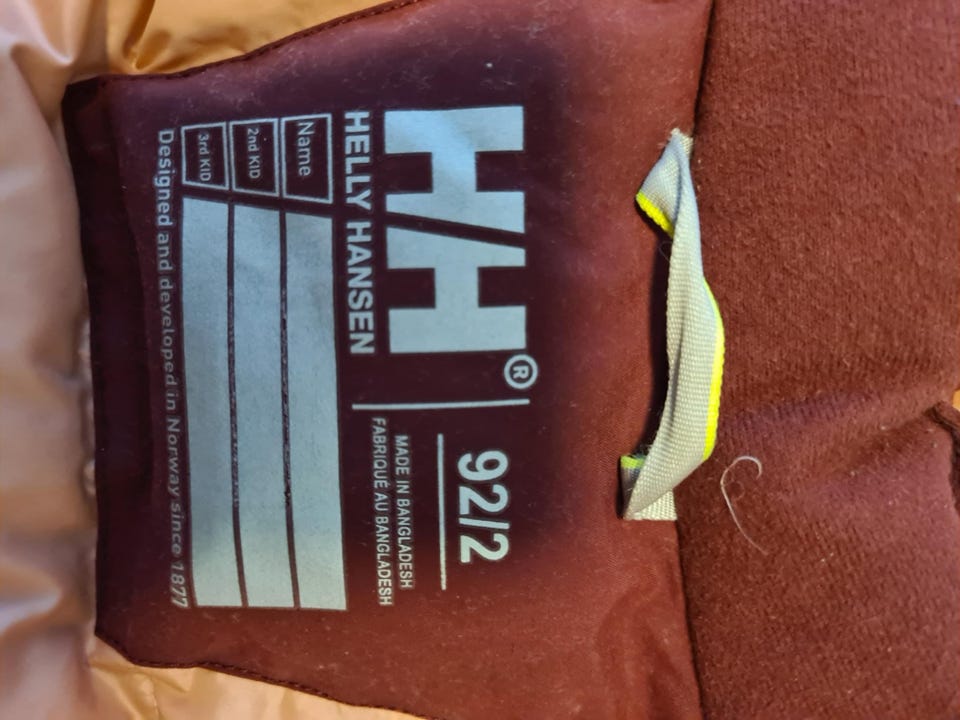 HH®
HELLY HANSEN
92/2
MADE IN BANGLADESH
FABRIQUÉ AU BANGLADESH
Name
2nd KID
3rd KID
Designed and developed in Norway since 1877